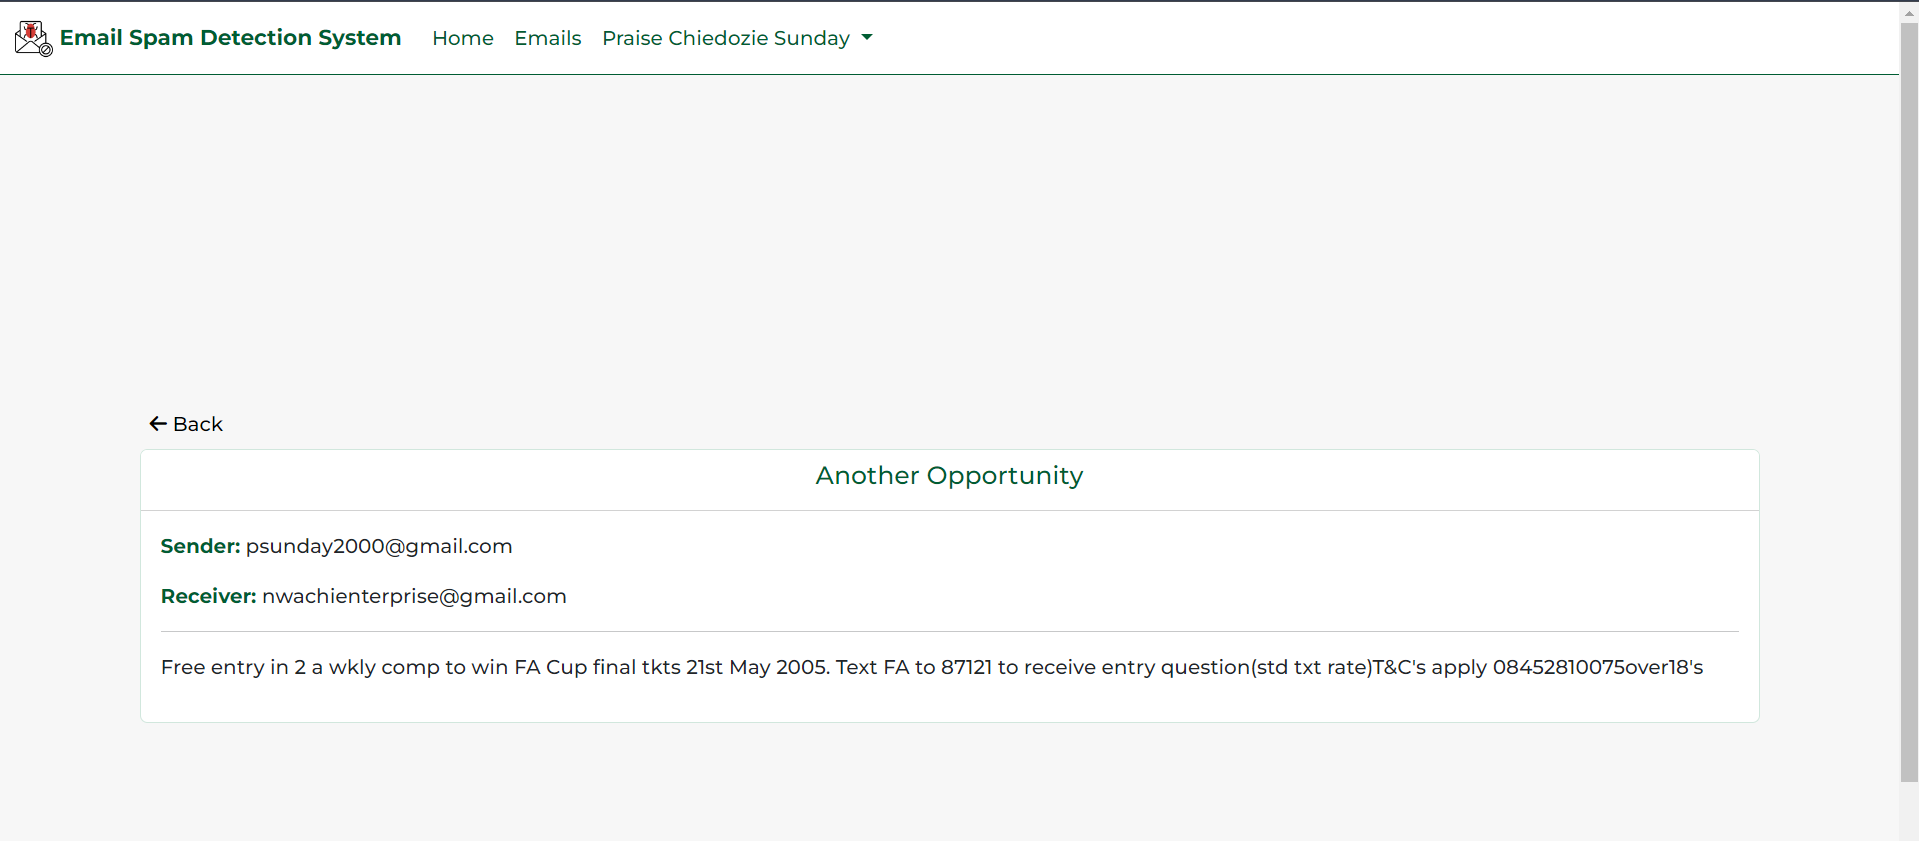 Email Spam Detection System Home Emails Praise Chiedozie Sunday
Back
Another Opportunity
Sender: psunday2000@gmail.com
Receiver: nwachienterprise@gmail.com
Free entry in 2 a wkly comp to win FA Cup final tkts 21st May 2005. Text FA to 87121 to receive entry question(std txt rate)T&C's apply 08452810075over18's